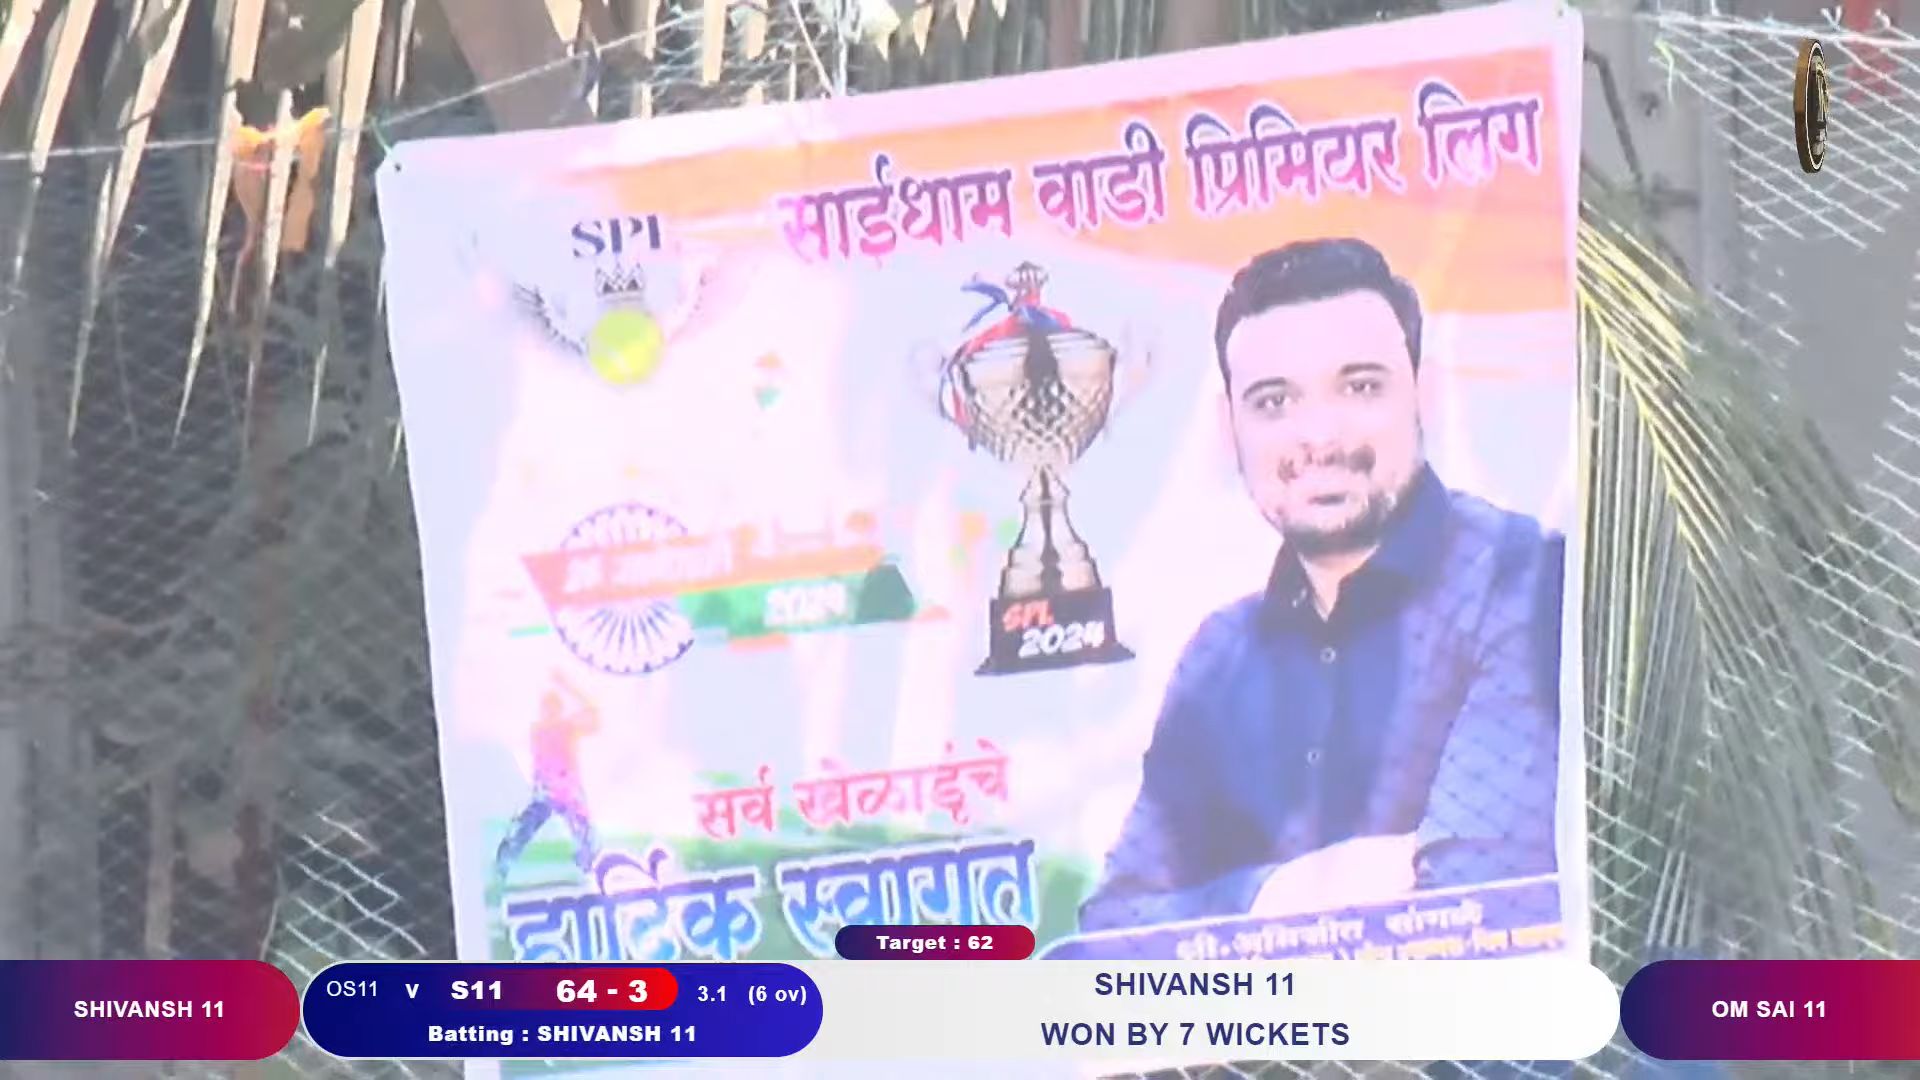 साईधाम वाडी प्रिमियर लिग
SPL
2024
SPL
2024
सर्व खेळाडूंचे
हार्दिक स्वागत
श्री.अभिजीत
Target : 62
SHIVANSH 11
OS11 v S11 64 - 3 3.1 (6 ov)
Batting : SHIVANSH 11
SHIVANSH 11
WON BY 7 WICKETS
OM SAI 11